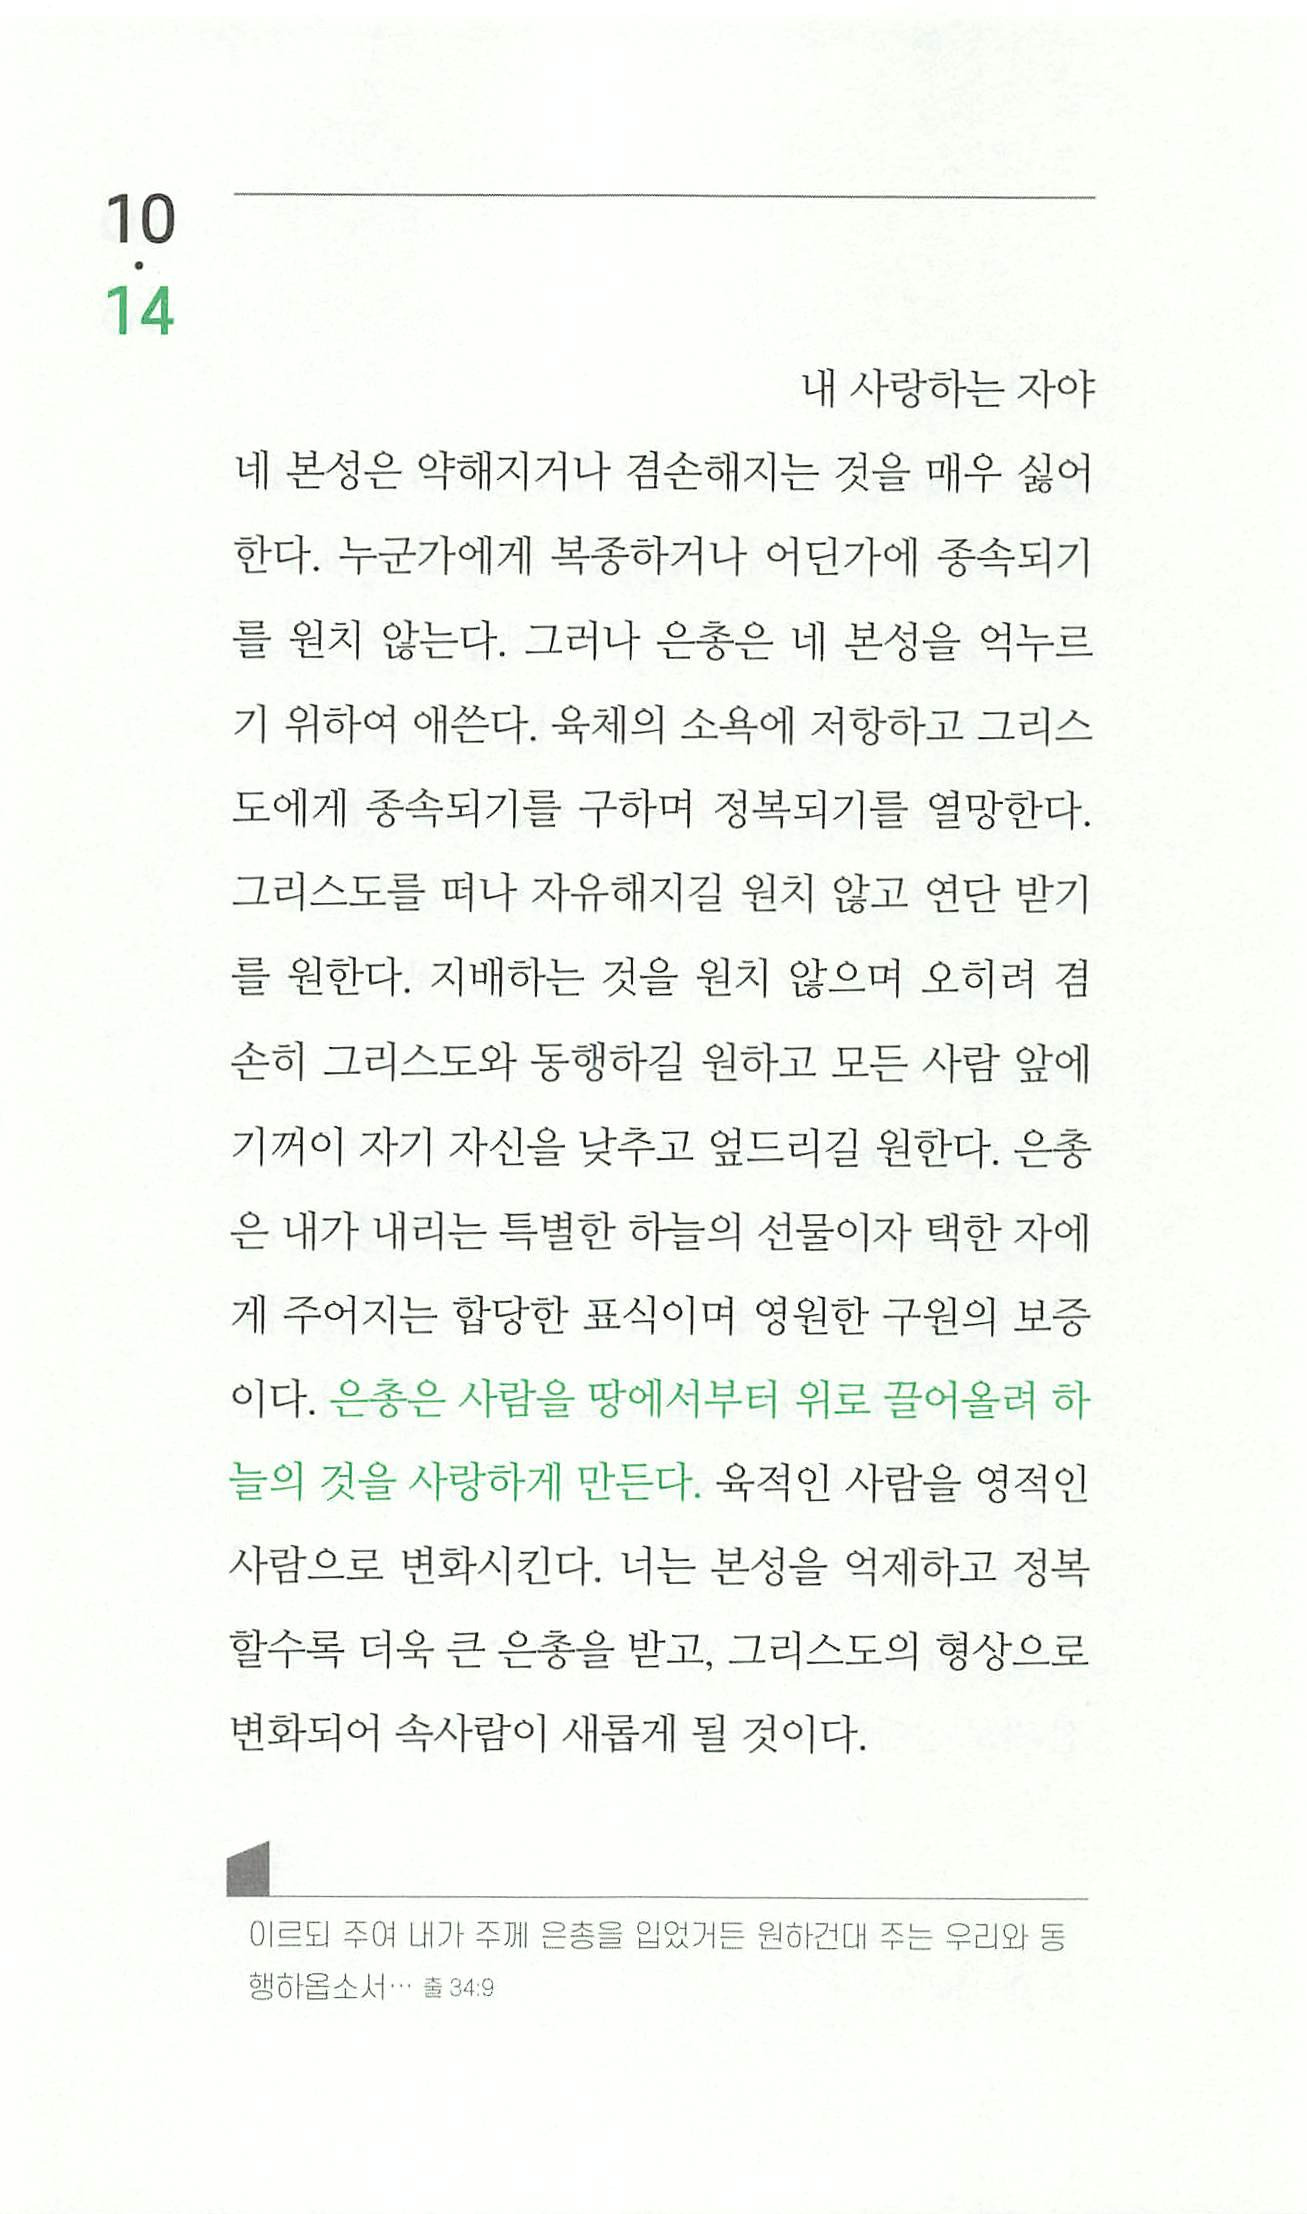 10
·
14
내 사랑하는 자야
네 본성은 약해지거나 겸손해지는 것을 매우 싫어
한다. 누군가에게 복종하거나 어딘가에 종속되기
를 원치 않는다. 그러나 은총은 네 본성을 억누르
기 위하여 애쓴다. 육체의 소욕에 저항하고 그리스
도에게 종속되기를 구하며 정복되기를 열망한다.
그리스도를 떠나 자유해지길 원치 않고 연단 받기
를 원한다. 지배하는 것을 원치 않으며 오히려 겸
손히 그리스도와 동행하길 원하고 모든 사람 앞에
기꺼이 자기 자신을 낮추고 엎드리길 원한다. 은총
은 내가 내리는 특별한 하늘의 선물이자 택한 자에
게 주어지는 합당한 표식이며 영원한 구원의 보증
이다. 은총은 사람을 땅에서부터 위로 끌어올려 하
늘의 것을 사랑하게 만든다. 육적인 사람을 영적인
사람으로 변화시킨다. 너는 본성을 억제하고 정복
할수록 더욱 큰 은총을 받고, 그리스도의 형상으로
변화되어 속사람이 새롭게 될 것이다.
이르되 주여 내가 주께 은총을 입었거든 원하건대 주는 우리와 동
행하옵소서… 출 34:9